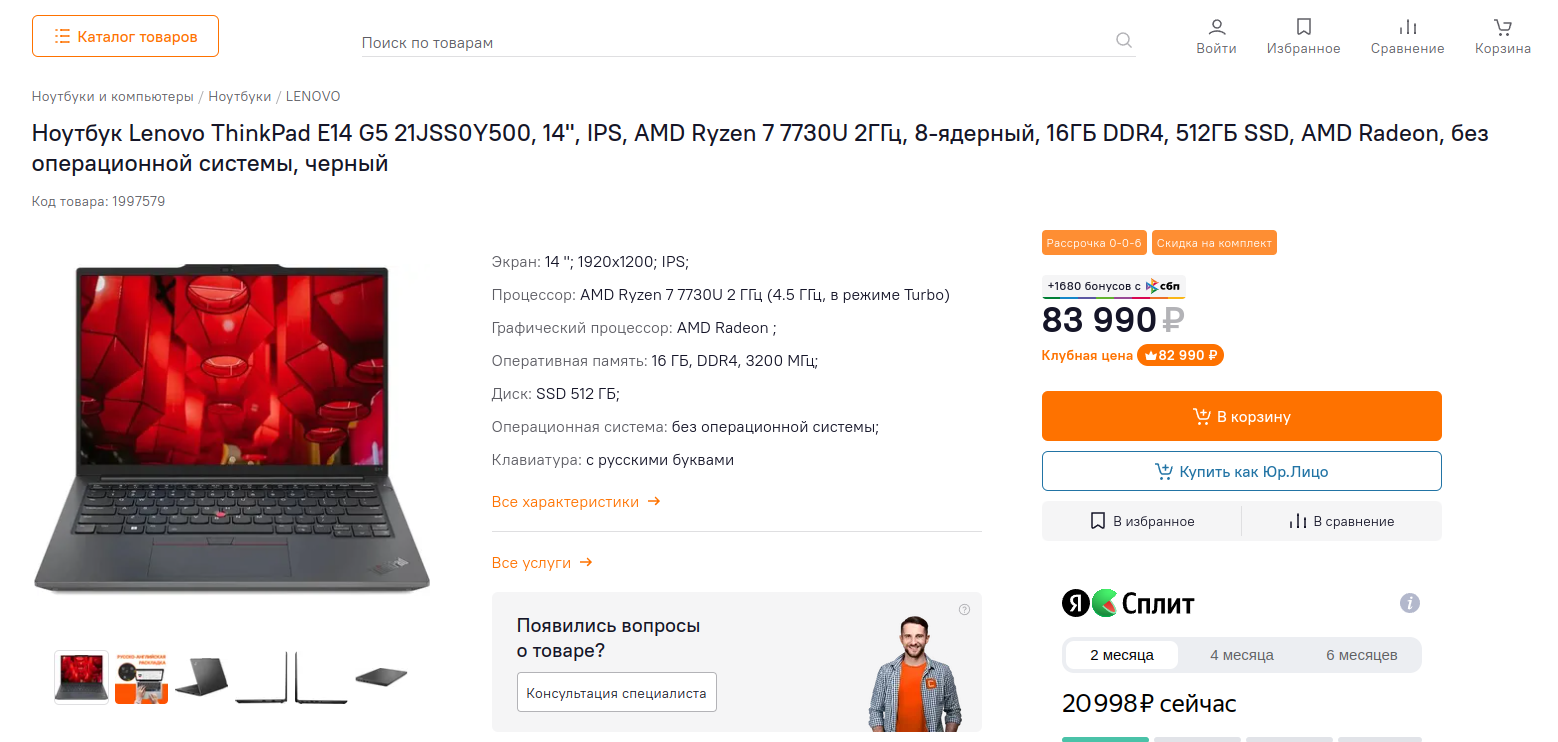 Каталог товаров
Поиск по товарам
Войти
Избранное
Сравнение
Корзина
Ноутбуки и компьютеры / Ноутбуки / LENOVO
Ноутбук Lenovo ThinkPad E14 G5 21JSS0Y500, 14", IPS, AMD Ryzen 7 7730U 2ГГц, 8-ядерный, 16ГБ DDR4, 512ГБ SSD, AMD Radeon, без
операционной системы, черный
Код товара: 1997579
Экран: 14 "; 1920x1200; IPS;
Процессор: AMD Ryzen 7 7730U 2 ГГц (4.5 ГГц, в режиме Turbo)
Графический процессор: AMD Radeon ;
Оперативная память: 16 ГБ, DDR4, 3200 МГц;
Диск: SSD 512 ГБ;
Операционная система: без операционной системы;
Клавиатура: с русскими буквами
Все характеристики →
Все услуги →
Появились вопросы
о товаре?
Консультация специалиста
Рассрочка 0-0-6
Скидка на комплект
+1680 бонусов с сбп
83 990 ₽
Клубная цена 82 990 ₽
В корзину
Купить как Юр.Лицо
В избранное
В сравнение
Я Сплит
2 месяца
4 месяца
6 месяцев
20 998 ₽ сейчас
РУССКО-АНГЛИЙСКАЯ
РАСКЛАДКА